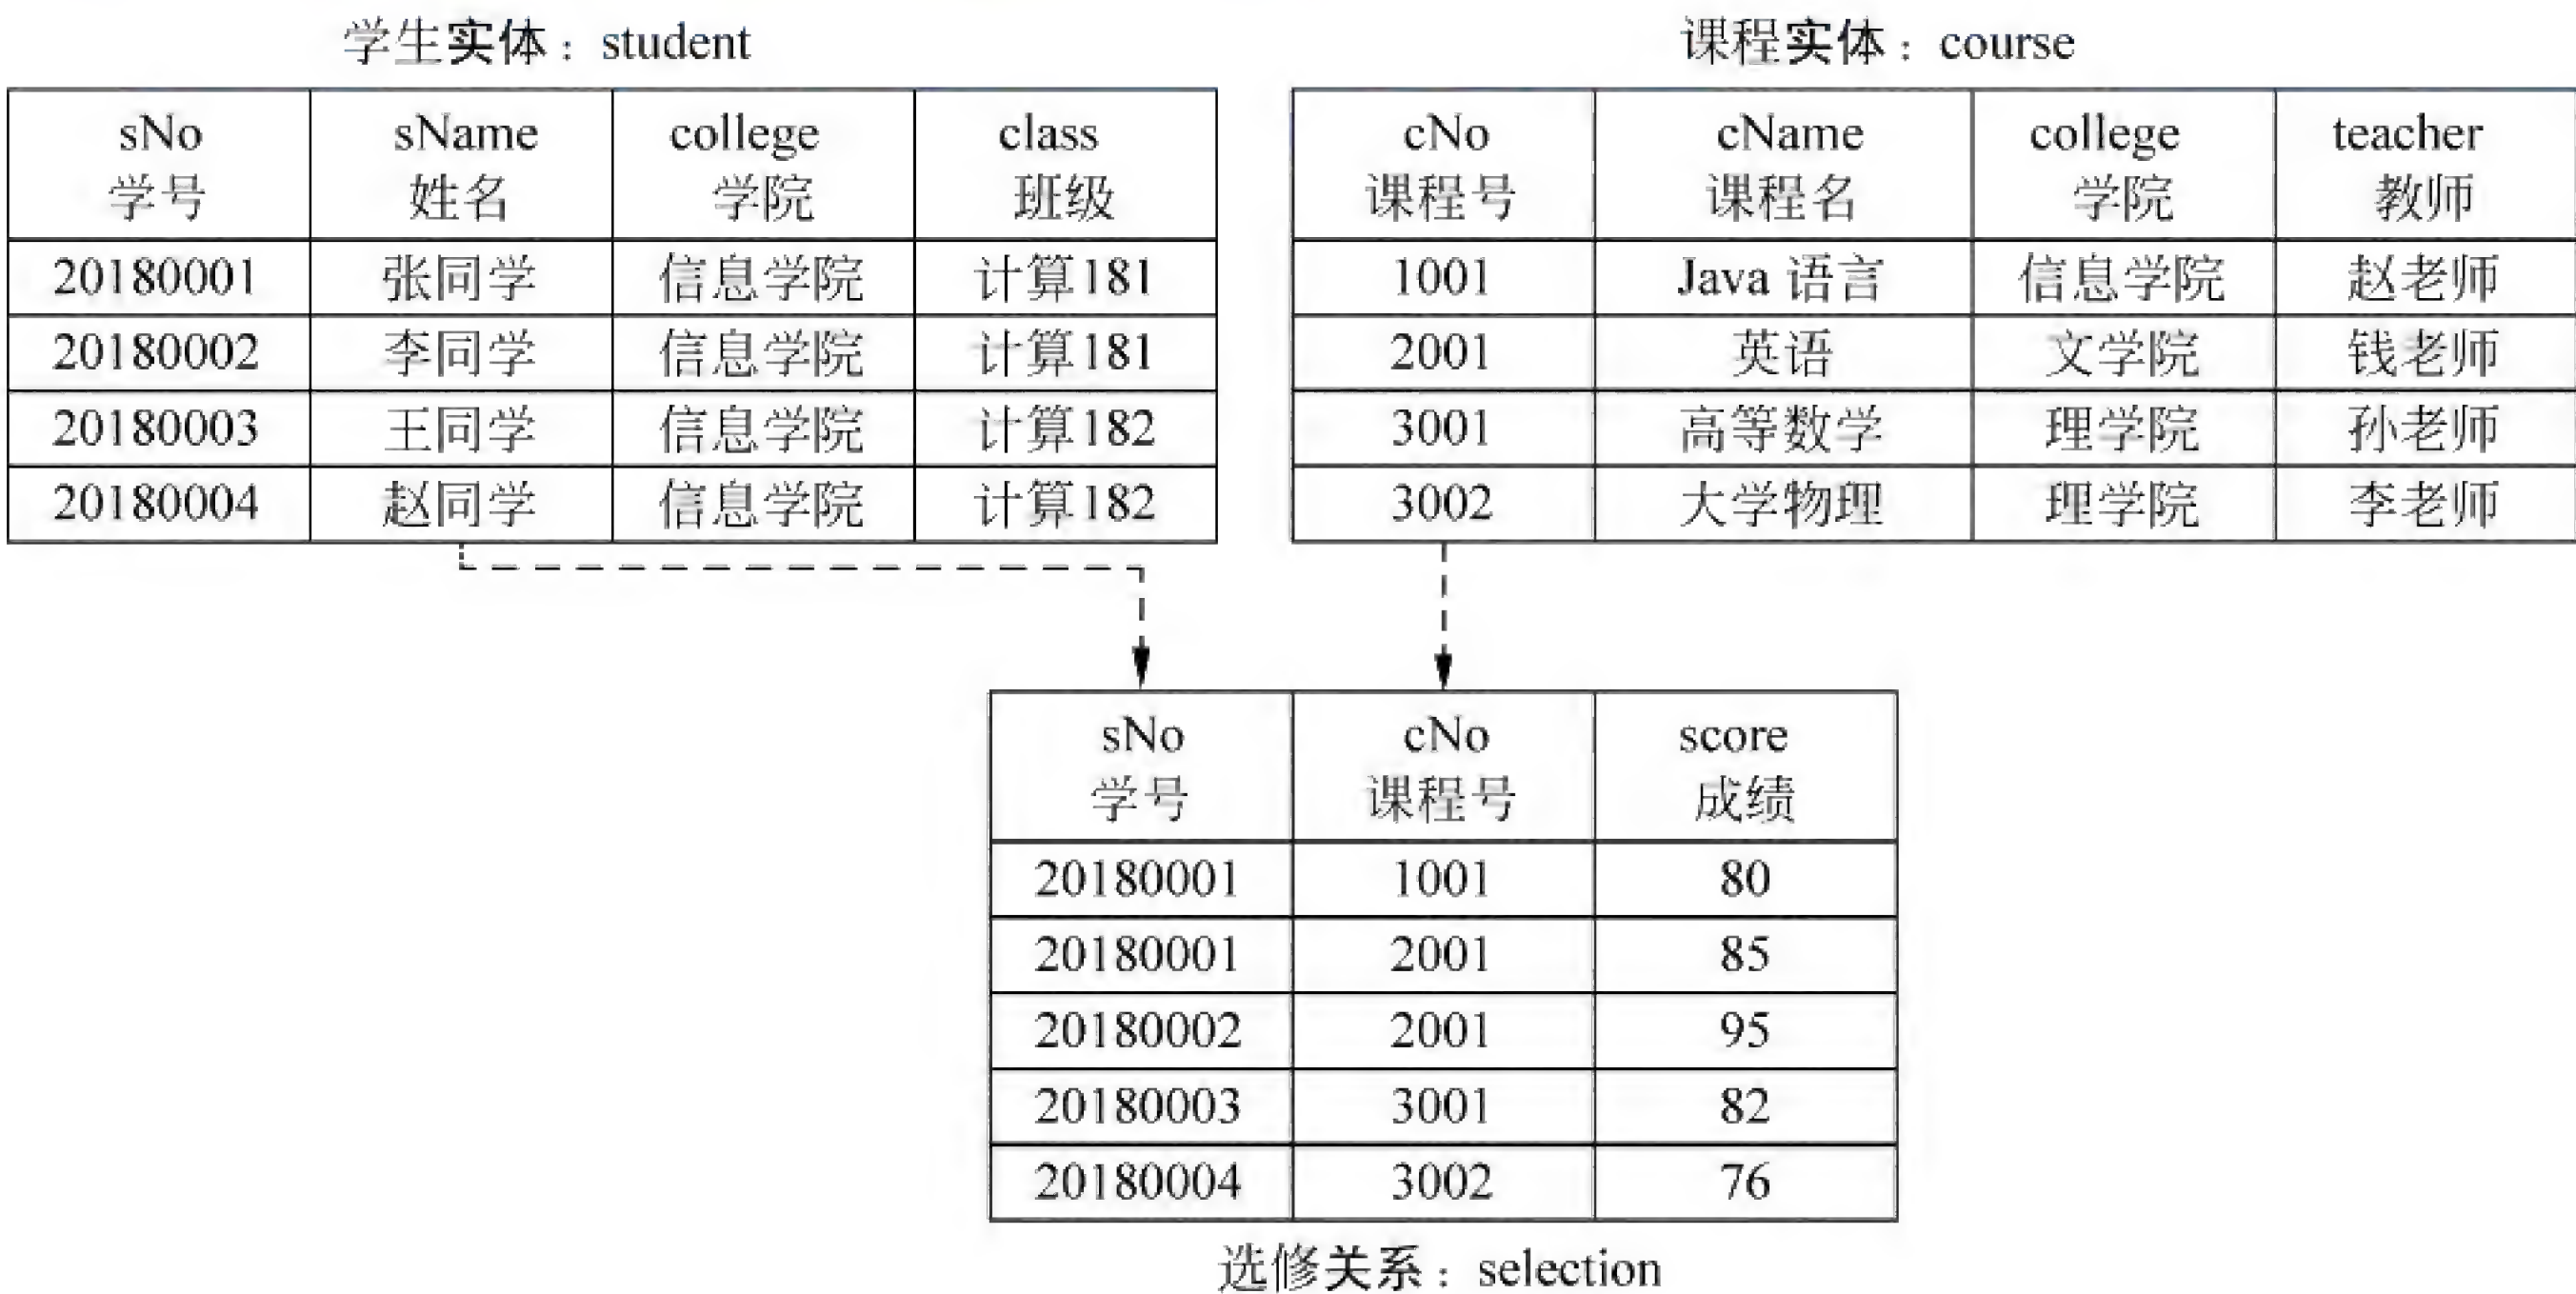 学生实体：student
sNo 学号 sName 姓名 college 学院 class 班级
20180001 张同学 信息学院 计算181
20180002 李同学 信息学院 计算181
20180003 王同学 信息学院 计算182
20180004 赵同学 信息学院 计算182
课程实体：course
cNo 课程号 cName 课程名 college 学院 teacher 教师
1001 Java 语言 信息学院 赵老师
2001 英语 文学院 钱老师
3001 高等数学 理学院 孙老师
3002 大学物理 理学院 李老师
sNo 学号 cNo 课程号 score 成绩
20180001 1001 80
20180001 2001 85
20180002 2001 95
20180003 3001 82
20180004 3002 76
选修关系：selection